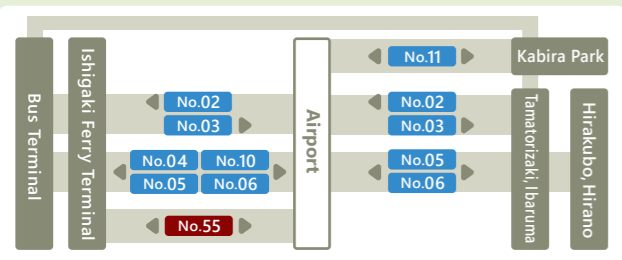 Bus Terminal
Ishigaki Ferry Terminal
No.02
No.03
No.04
No.10
No.05
No.06
No.55
Airport
No.11
No.02
No.03
No.05
No.06
Kabira Park
Tamatorizaki, Ibaruma
Hirakubo, Hirano